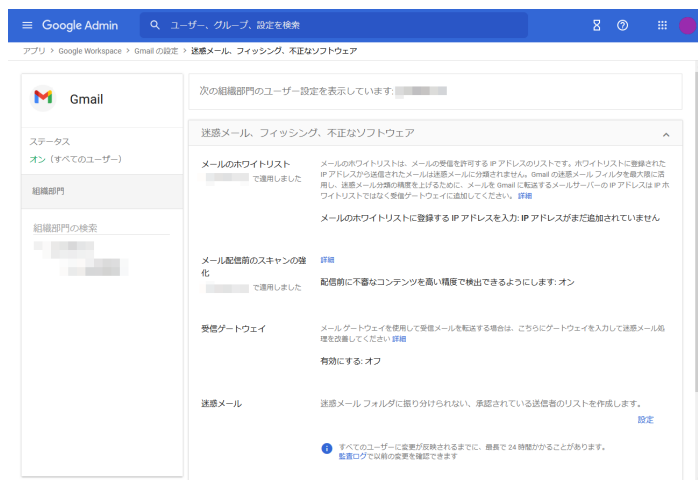 Google Admin
ユーザー、グループ、設定を検索
アプリ > Google Workspace > Gmail の設定 > 迷惑メール、フィッシング、不正なソフトウェア
Gmail
ステータス
オン（すべてのユーザー）
組織部門
組織部門の検索
次の組織部門のユーザー設定を表示しています:
迷惑メール、フィッシング、不正なソフトウェア
メールのホワイトリスト
で適用しました
メールのホワイトリストは、メールの受信を許可する IP アドレスのリストです。ホワイトリストに登録された
IP アドレスから送信されたメールは迷惑メールに分類されません。Gmail の迷惑メール フィルタを最大限に活
用し、迷惑メール分類の精度を上げるために、メールを Gmail に転送するメールサーバーの IP アドレスは IP ホ
ワイトリストではなく受信ゲートウェイに追加してください。 詳細
メールのホワイトリストに登録する IP アドレスを入力: IP アドレスがまだ追加されていません
メール配信前のスキャンの強
化
で適用しました
詳細
配信前に不審なコンテンツを高い精度で検出できるようにします: オン
受信ゲートウェイ
メール ゲートウェイを使用して受信メールを転送する場合は、こちらにゲートウェイを入力して迷惑メール処
理を改善してください 詳細
有効にする: オフ
迷惑メール
迷惑メール フォルダに振り分けられない、承認されている送信者のリストを作成します。
設定
すべてのユーザーに変更が反映されるまでに、最長で 24 時間かかることがあります。
監査ログで以前の変更を確認できます